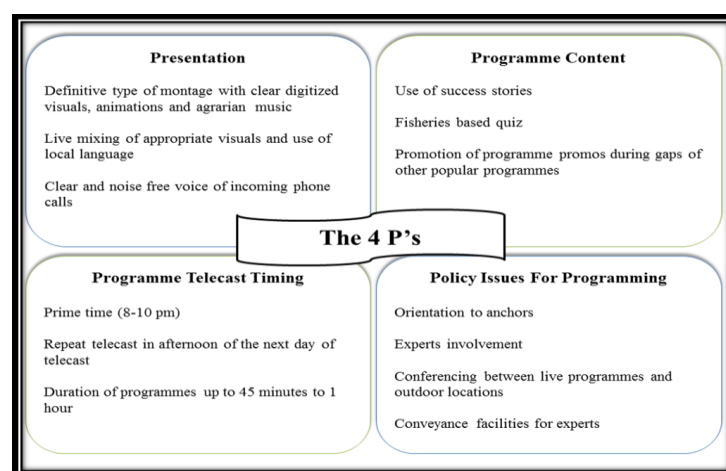 Presentation
Definitive type of montage with clear digitized
visuals, animations and agrarian music
Live mixing of appropriate visuals and use of
local language
Clear and noise free voice of incoming phone
calls
Programme Content
Use of success stories
Fisheries based quiz
Promotion of programme promos during gaps of
other popular programmes
The 4 P's
Programme Telecast Timing
Prime time (8-10 pm)
Repeat telecast in afternoon of the next day of
telecast
Duration of programmes up to 45 minutes to 1
hour
Policy Issues For Programming
Orientation to anchors
Experts involvement
Conferencing between live programmes and
outdoor locations
Conveyance facilities for experts